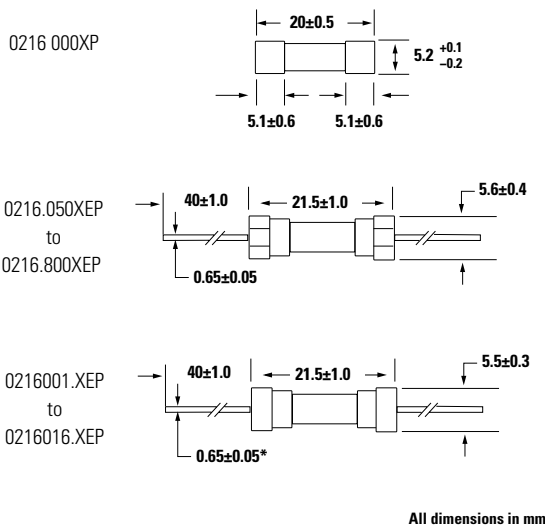 0216 000XP
20±0.5
5.2 +0.1 −0.2
5.1±0.6 5.1±0.6
0216.050XEP
to
0216.800XEP
40±1.0 21.5±1.0 5.6±0.4
0.65±0.05
0216001.XEP
to
0216016.XEP
40±1.0 21.5±1.0 5.5±0.3
0.65±0.05*
All dimensions in mm